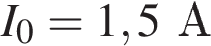 I₀ = 1,5 A